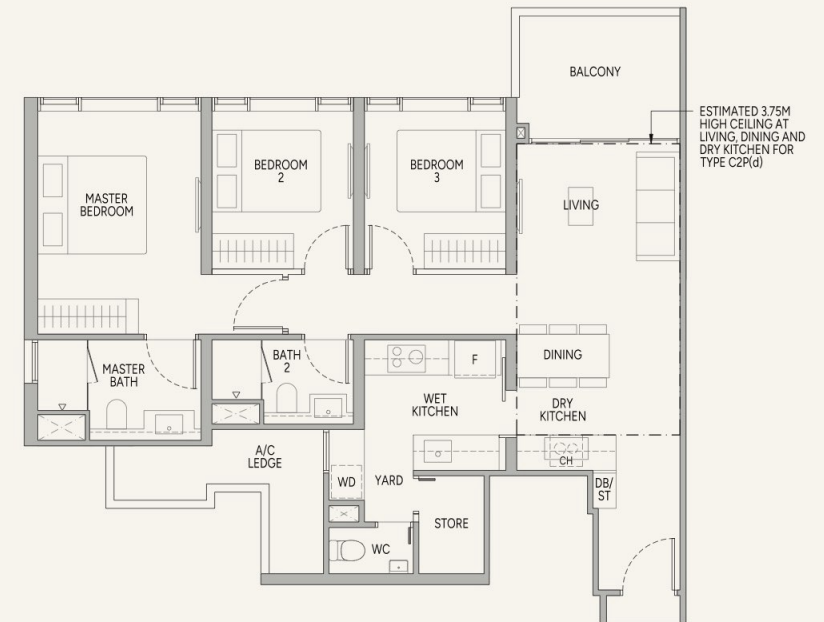 BALCONY
ESTIMATED 3.75M
HIGH CEILING AT
LIVING, DINING AND
DRY KITCHEN FOR
TYPE C2P(d)
MASTER
BEDROOM
BEDROOM
2
BEDROOM
3
LIVING
MASTER
BATH
BATH
2
F
DINING
WET
KITCHEN
DRY
KITCHEN
A/C
LEDGE
CH
WD
YARD
DB/
ST
STORE
WC